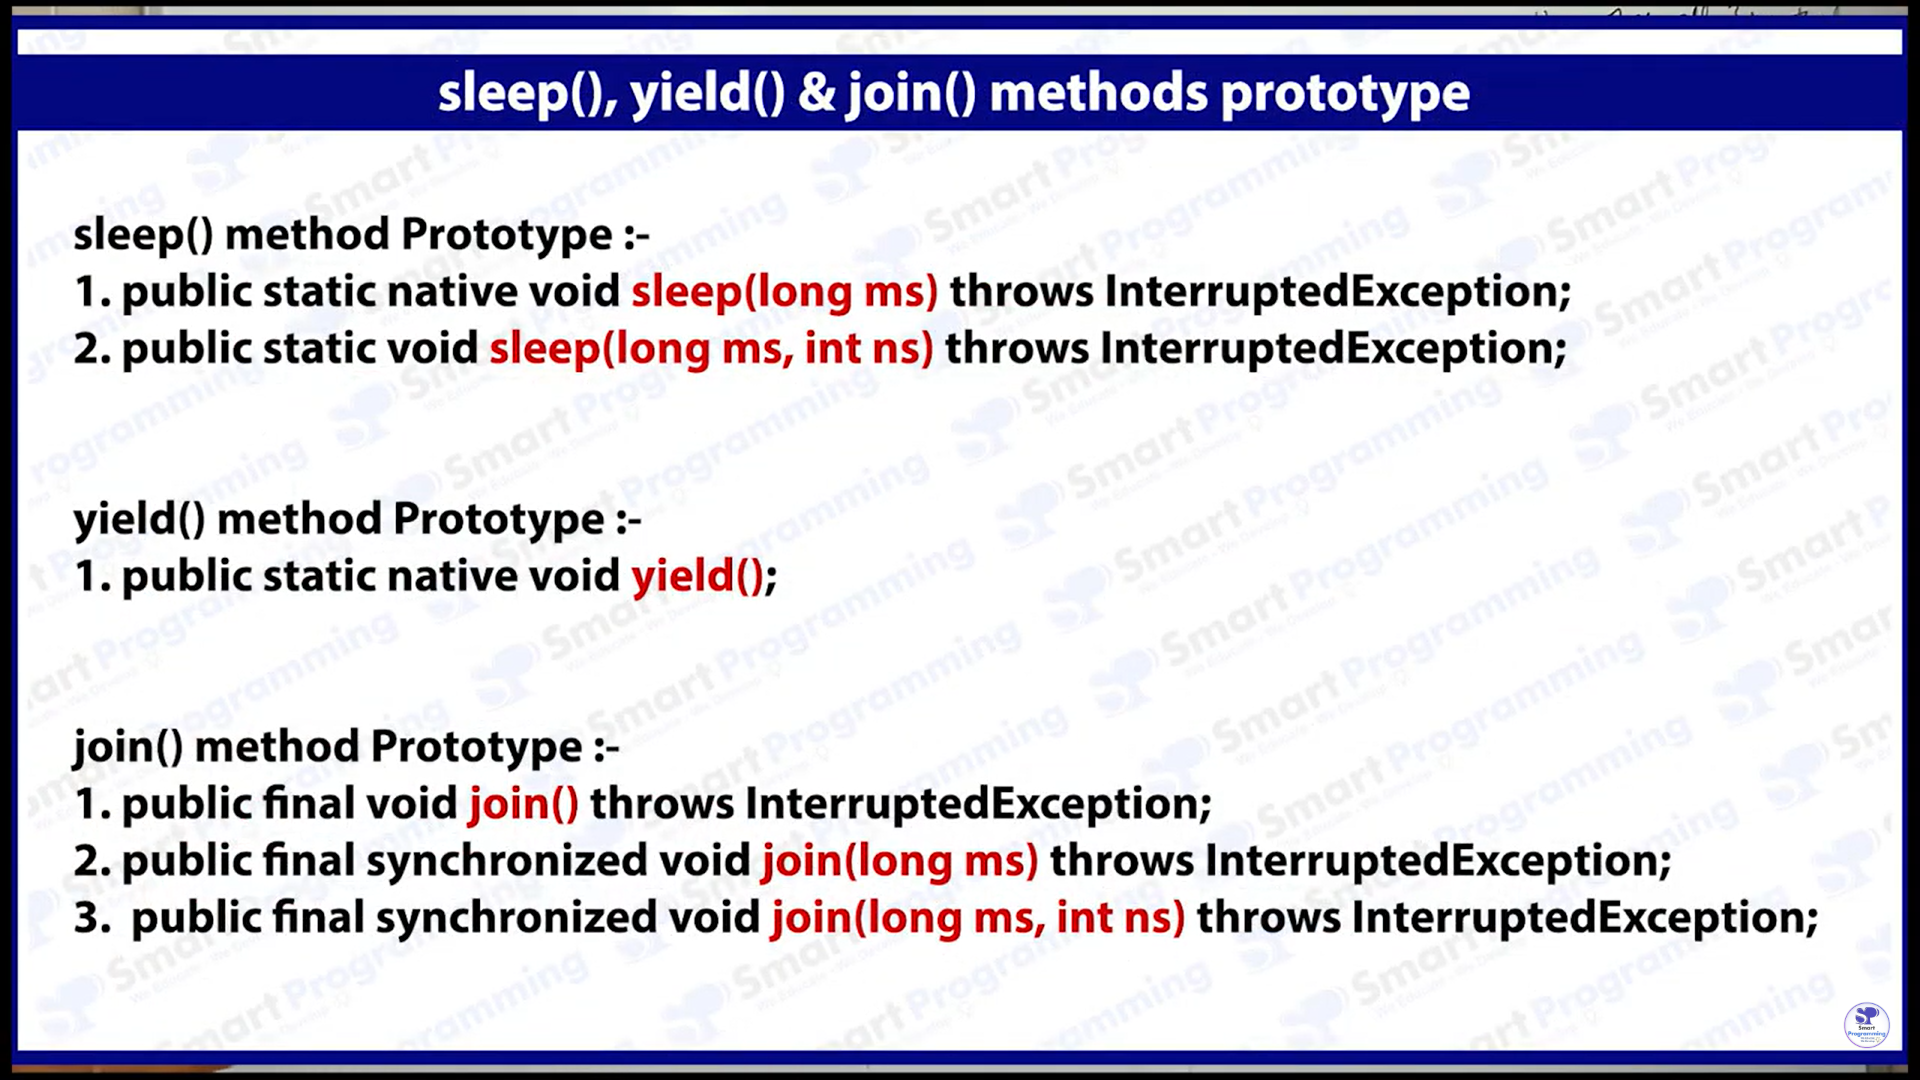 sleep(), yield() & join() methods prototype
sleep() method Prototype :-
1. public static native void sleep(long ms) throws InterruptedException;
2. public static void sleep(long ms, int ns) throws InterruptedException;
yield() method Prototype :-
1. public static native void yield();
join() method Prototype :-
1. public final void join() throws InterruptedException;
2. public final synchronized void join(long ms) throws InterruptedException;
3. public final synchronized void join(long ms, int ns) throws InterruptedException;
Smart
Programming